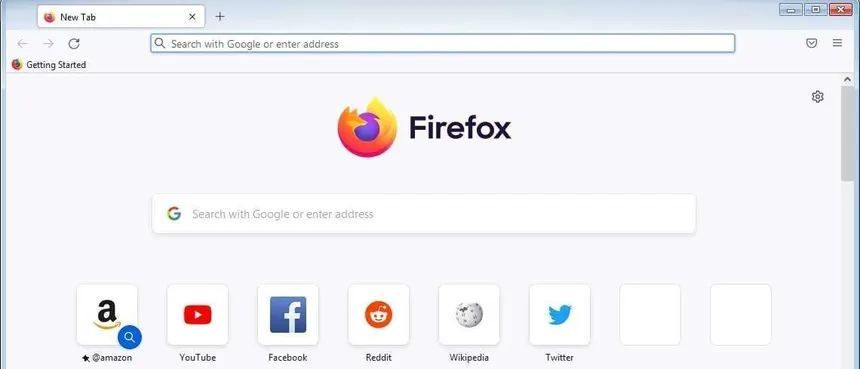 New Tab
Search with Google or enter address
Getting Started
Firefox
Search with Google or enter address
@amazon
YouTube
Facebook
Reddit
Wikipedia
Twitter